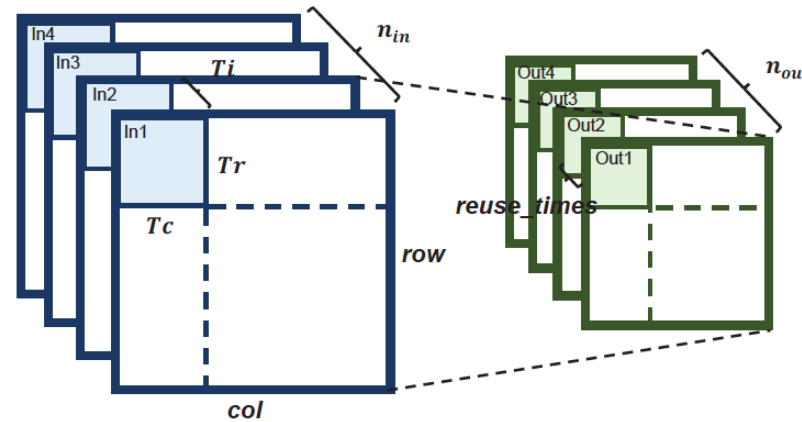 In4
In3
In2
In1
Ti
Tr
Tc
n_in
row
col
Out4
Out3
Out2
Out1
n_ou
reuse_times